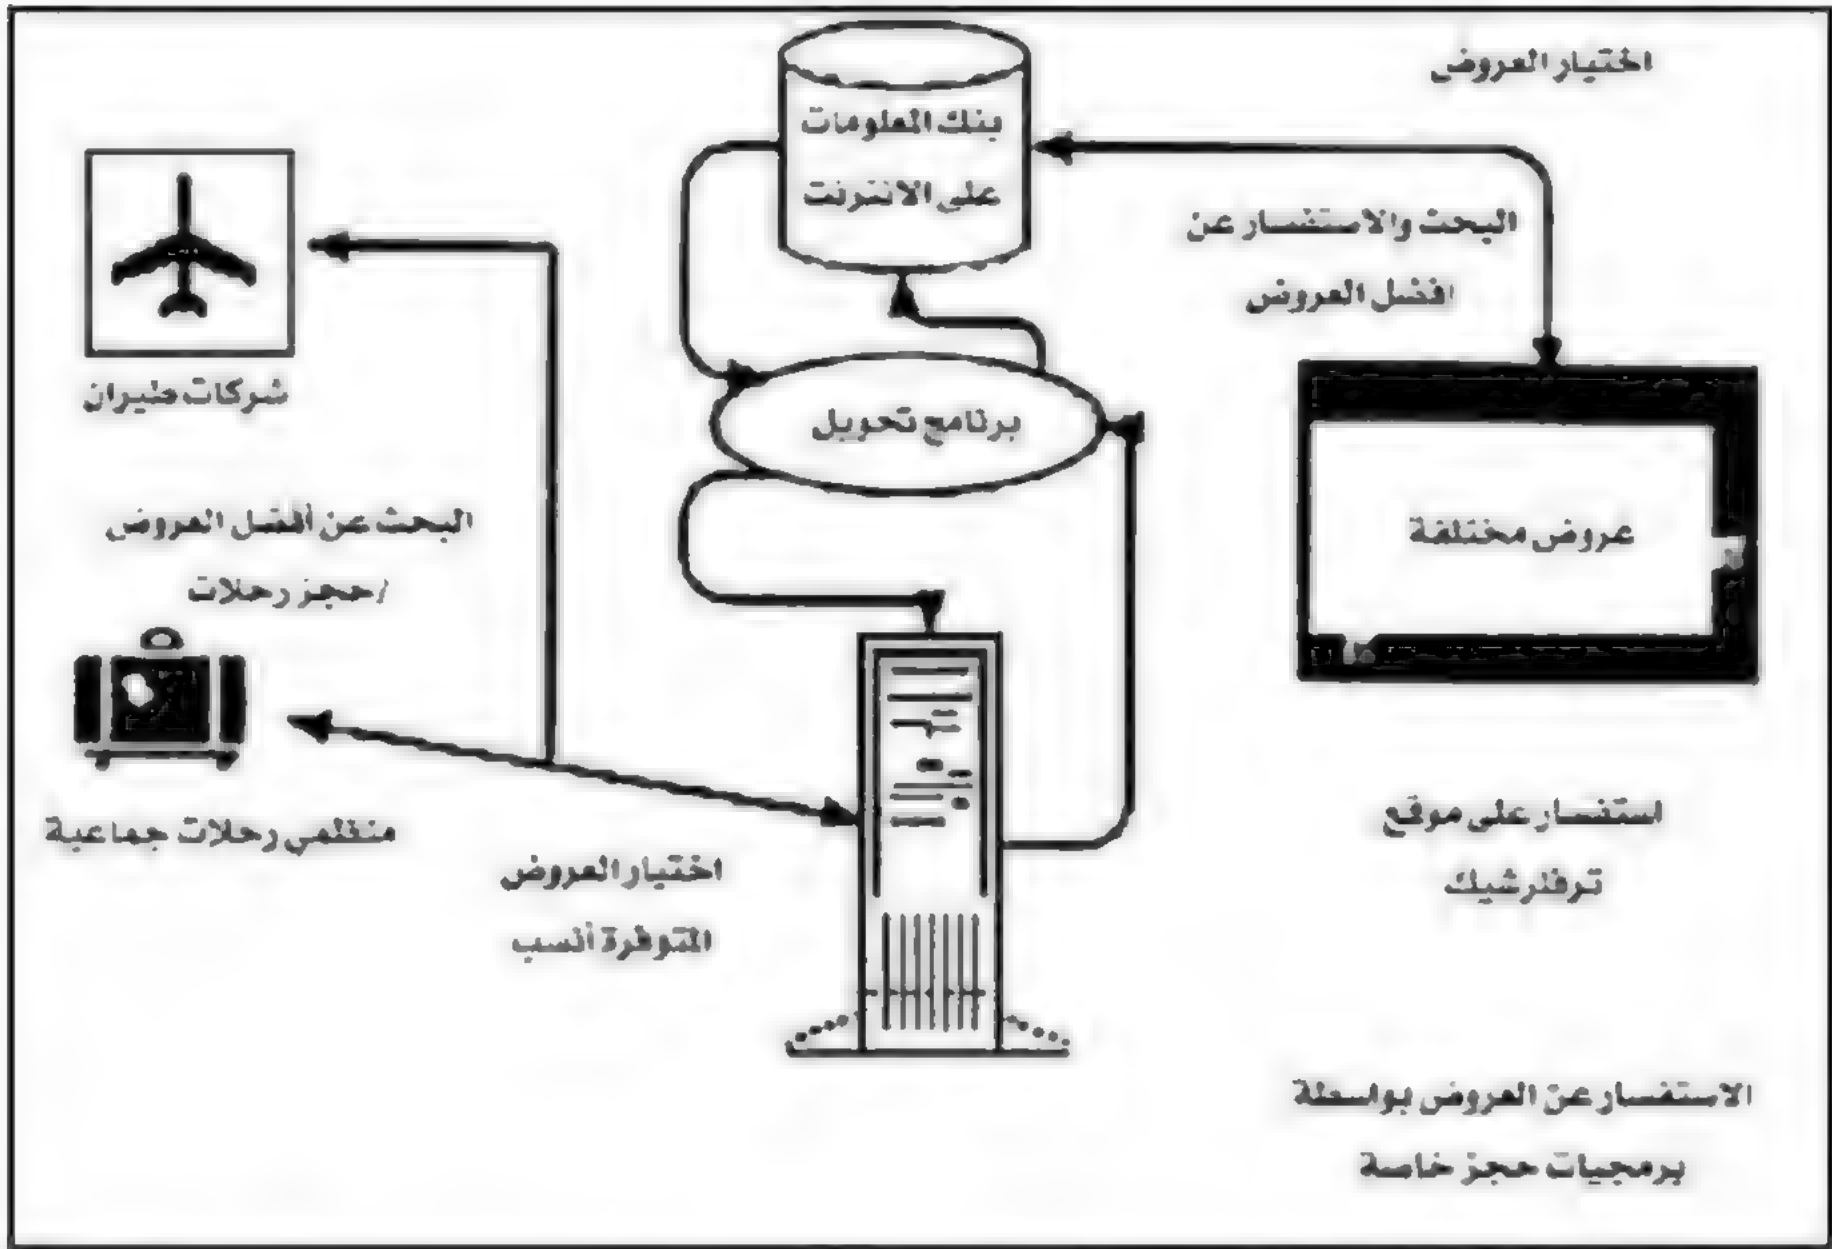 اختيار العروض
بنك المعلومات
على الانترنت
البحث والاستفسار عن
افضل العروض
شركات طيران
برنامج تحويل
عروض مختلفة
البحث عن أفضل العروض
/حجز رحلات
منظمي رحلات جماعية
اختيار العروض
المتوفرة أنسب
استفسار على موقع
ترفلرشيك
الاستفسار عن العروض بواسطة
برمجيات حجز خاصة